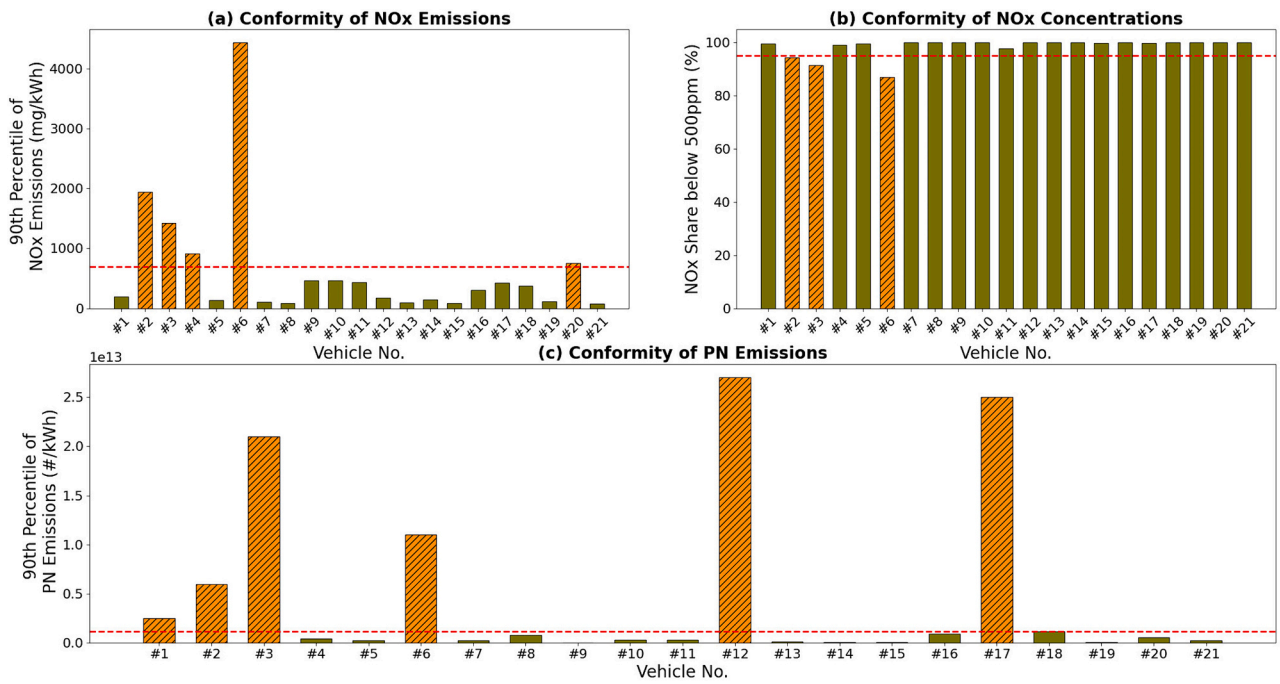 (a) Conformity of NOx Emissions
90th Percentile of
NOx Emissions (mg/kWh)
4000
3000
2000
1000
0
#1 #2 #3 #4 #5 #6 #7 #8 #9 #10 #11 #12 #13 #14 #15 #16 #17 #18 #19 #20 #21
Vehicle No.
(b) Conformity of NOx Concentrations
NOx Share below 500ppm (%)
100
80
60
40
20
0
#1 #2 #3 #4 #5 #6 #7 #8 #9 #10 #11 #12 #13 #14 #15 #16 #17 #18 #19 #20 #21
Vehicle No.
(c) Conformity of PN Emissions
1e13
90th Percentile of
PN Emissions (#/kWh)
2.5
2.0
1.5
1.0
0.5
0.0
#1 #2 #3 #4 #5 #6 #7 #8 #9 #10 #11 #12 #13 #14 #15 #16 #17 #18 #19 #20 #21
Vehicle No.